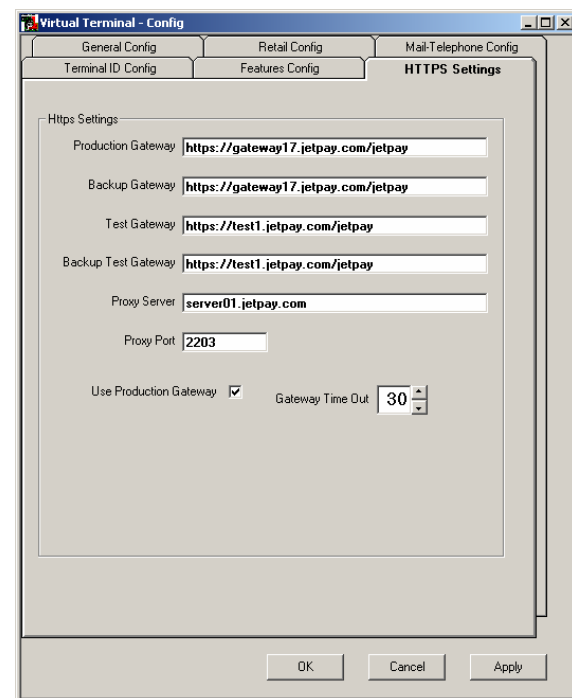 Virtual Terminal - Config
General Config Retail Config Mail-Telephone Config
Terminal ID Config Features Config HTTPS Settings
Https Settings
Production Gateway https://gateway17.jetpay.com/jetpay
Backup Gateway https://gateway17.jetpay.com/jetpay
Test Gateway https://test1.jetpay.com/jetpay
Backup Test Gateway https://test1.jetpay.com/jetpay
Proxy Server server01.jetpay.com
Proxy Port 2203
Use Production Gateway Gateway Time Out 30
OK Cancel Apply